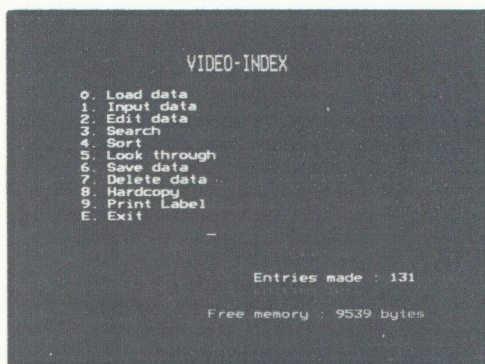 VIDEO-INDEX
0. Load data
1. Input data
2. Edit data
3. Search
4. Sort
5. Look through
6. Save data
7. Delete data
8. Hardcopy
9. Print Label
E. Exit
_
Entries made : 131
Free memory : 9539 bytes